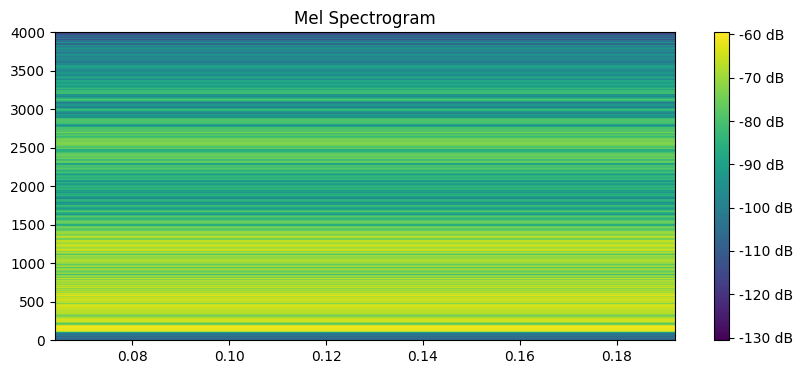 Mel Spectrogram
4000
3500
3000
2500
2000
1500
1000
500
0
0.08 0.10 0.12 0.14 0.16 0.18
-60 dB
-70 dB
-80 dB
-90 dB
-100 dB
-110 dB
-120 dB
-130 dB